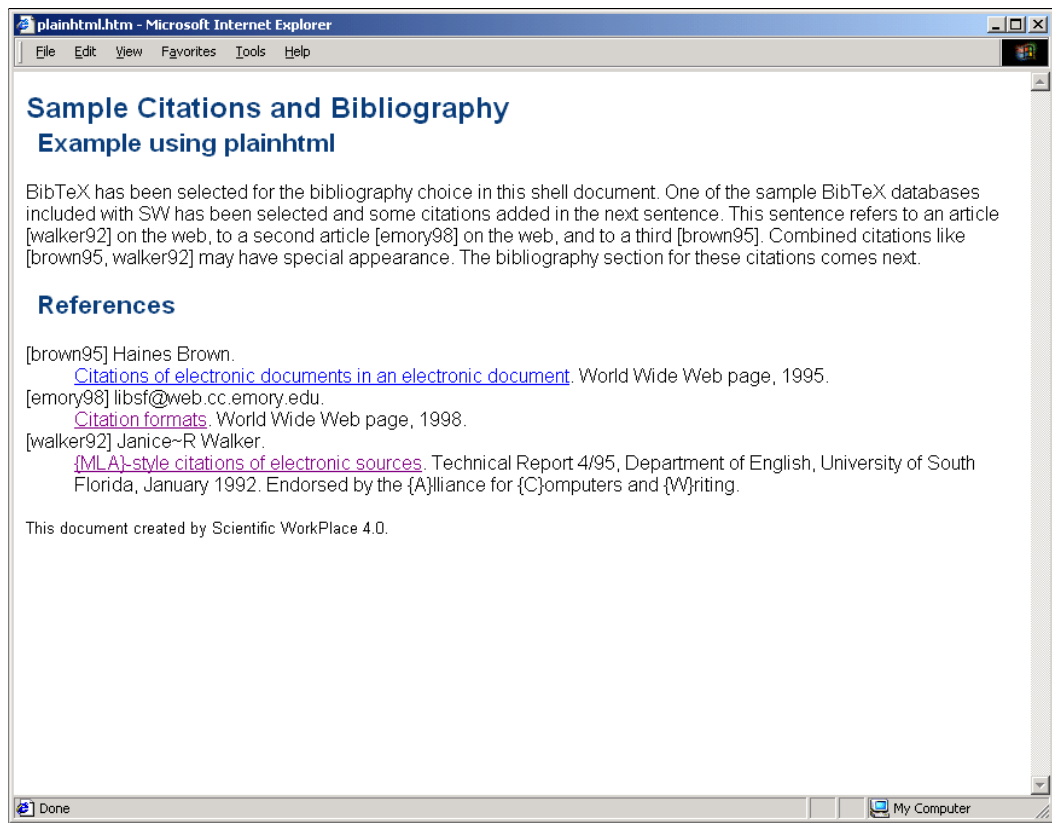 plainhtml.htm - Microsoft Internet Explorer
File Edit View Favorites Tools Help
Sample Citations and Bibliography
Example using plainhtml
BibTeX has been selected for the bibliography choice in this shell document. One of the sample BibTeX databases
included with SW has been selected and some citations added in the next sentence. This sentence refers to an article
[walker92] on the web, to a second article [emory98] on the web, and to a third [brown95]. Combined citations like
[brown95, walker92] may have special appearance. The bibliography section for these citations comes next.
References
[brown95] Haines Brown.
Citations of electronic documents in an electronic document. World Wide Web page, 1995.
[emory98] libsf@web.cc.emory.edu.
Citation formats. World Wide Web page, 1998.
[walker92] Janice~R Walker.
{MLA}-style citations of electronic sources. Technical Report 4/95, Department of English, University of South
Florida, January 1992. Endorsed by the {A}lliance for {C}omputers and {W}riting.
This document created by Scientific WorkPlace 4.0.
Done My Computer